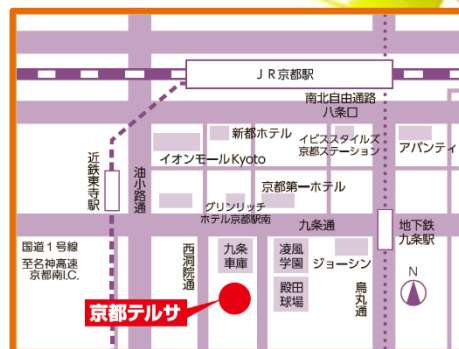 JR京都駅
南北自由通路
八条口
新都ホテル
イビススタイルズ
京都ステーション
アバンティ
イオンモールKyoto
近鉄東寺駅
油小路通
京都第一ホテル
グリンリッチ
ホテル京都駅南
九条通
地下鉄
九条駅
国道1号線
至名神高速
京都南I.C.
西洞院通
九条
車庫
凌風
学園
ジョーシン
烏丸通
N
殿田
球場
京都テルサ